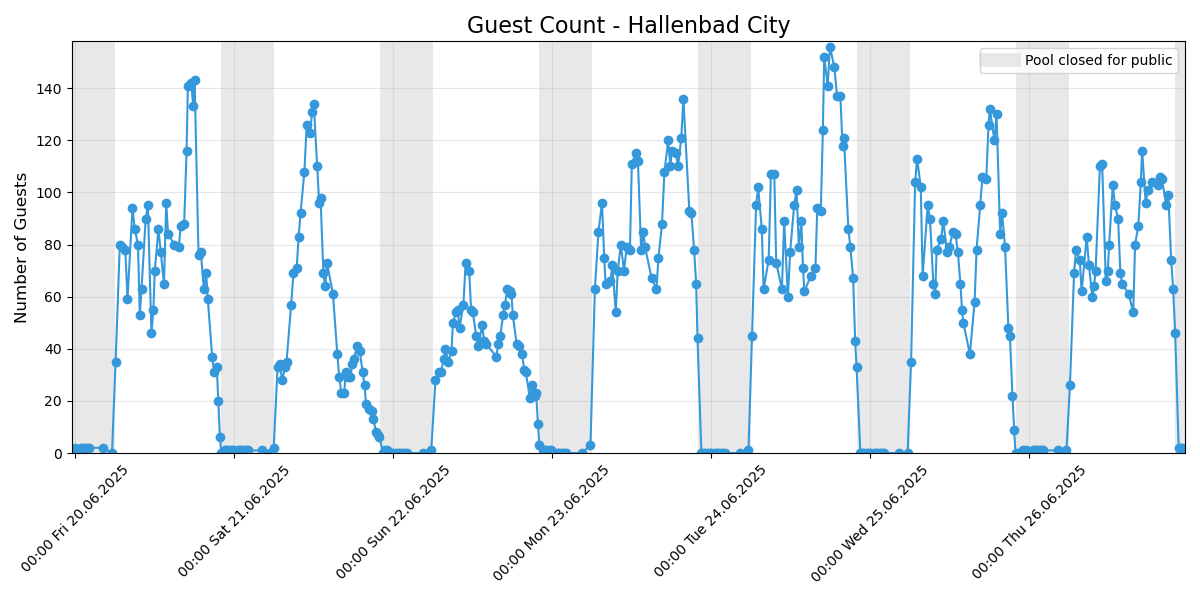 Guest Count - Hallenbad City
Pool closed for public
Number of Guests
140
120
100
80
60
40
20
0
00:00 Fri 20.06.2025
00:00 Sat 21.06.2025
00:00 Sun 22.06.2025
00:00 Mon 23.06.2025
00:00 Tue 24.06.2025
00:00 Wed 25.06.2025
00:00 Thu 26.06.2025